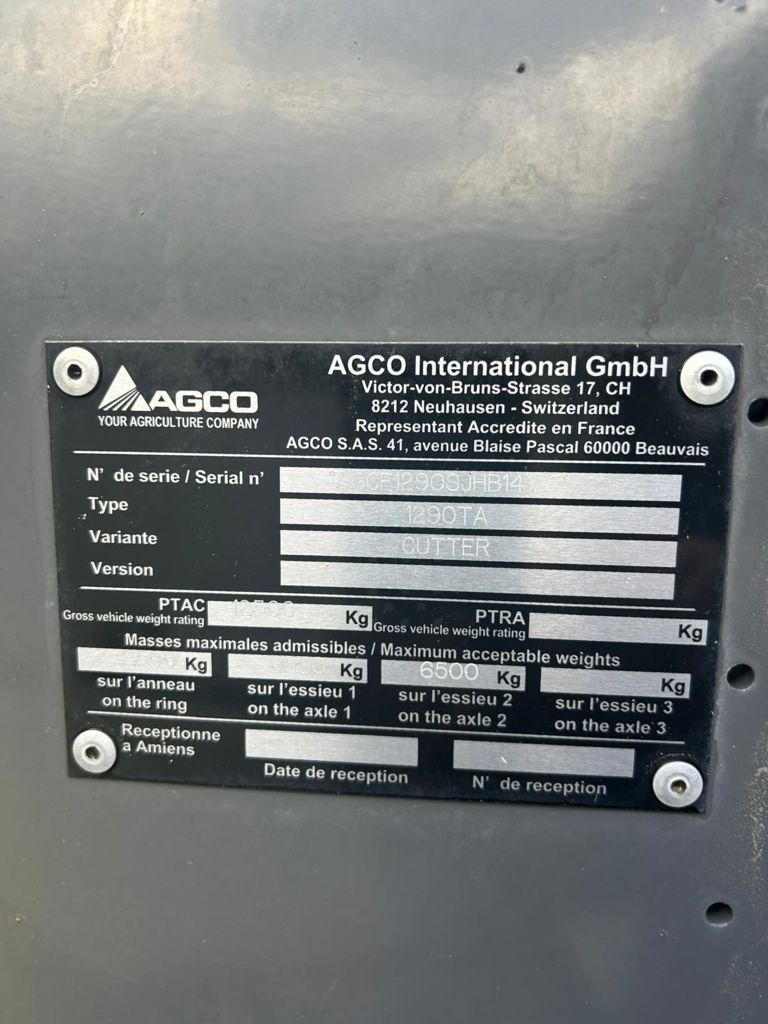 AGCO
YOUR AGRICULTURE COMPANY
AGCO International GmbH
Victor-von-Bruns-Strasse 17, CH
8212 Neuhausen - Switzerland
Representant Accredite en France
AGCO S.A.S. 41, avenue Blaise Pascal 60000 Beauvais
N' de serie / Serial n'
Type 1290TA
Variante CUTTER
Version
PTAC Kg PTRA Kg
Gross vehicle weight rating Gross vehicle weight rating
Masses maximales admissibles / Maximum acceptable weights
Kg Kg 6500 Kg Kg
sur l'anneau sur l'essieu 1 sur l'essieu 2 sur l'essieu 3
on the ring on the axle 1 on the axle 2 on the axle 3
Receptionne
a Amiens
Date de reception N' de reception